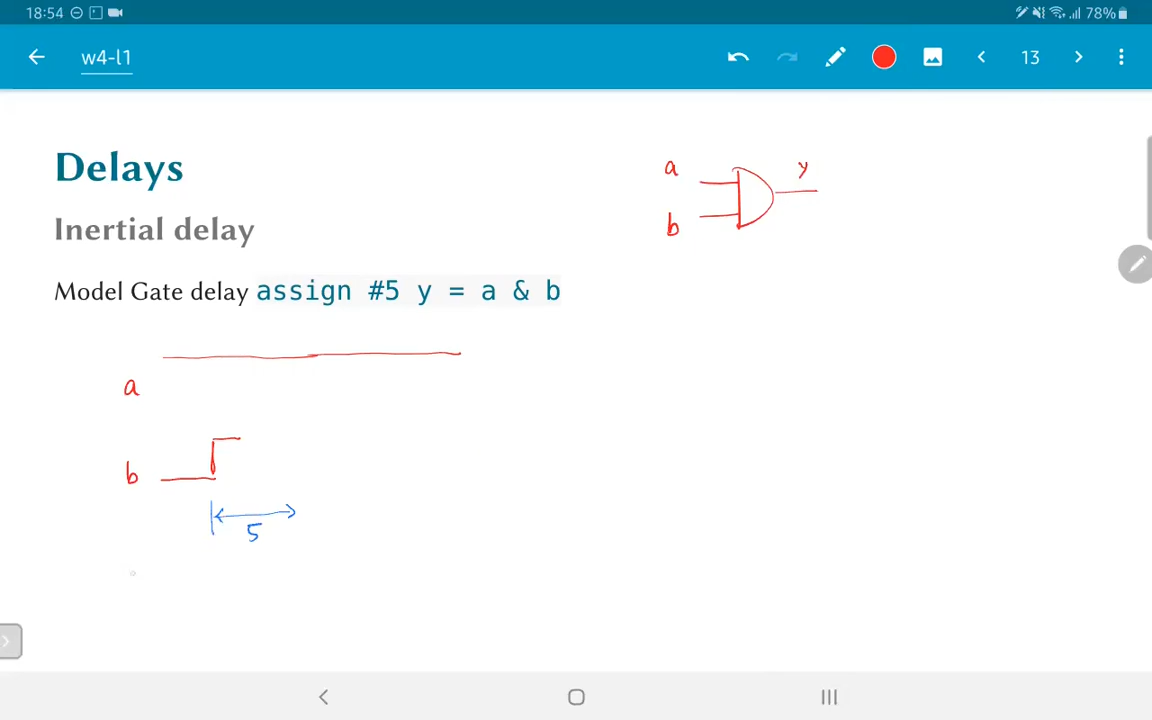 18:54 78%
w4-l1 13
Delays
Inertial delay
Model Gate delay assign #5 y = a & b
a
b
y
a
b
5